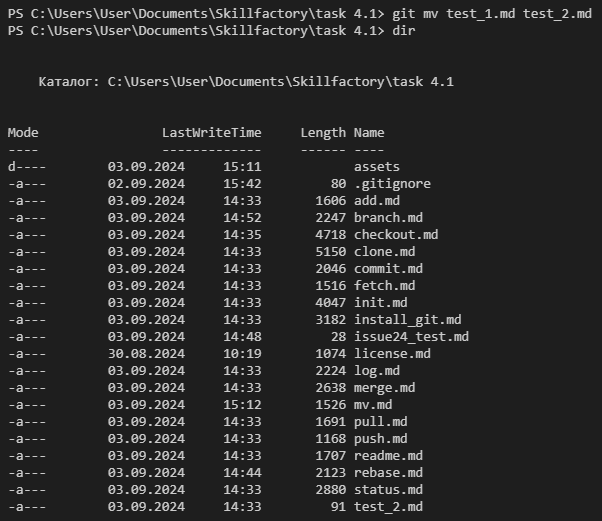 PS C:\Users\User\Documents\Skillfactory\task 4.1> git mv test_1.md test_2.md
PS C:\Users\User\Documents\Skillfactory\task 4.1> dir
Каталог: C:\Users\User\Documents\Skillfactory\task 4.1
Mode                LastWriteTime     Length Name
----                -------------     ------ ----
d----        03.09.2024     15:11            assets
-a---        02.09.2024     15:42         80 .gitignore
-a---        03.09.2024     14:33       1606 add.md
-a---        03.09.2024     14:52       2247 branch.md
-a---        03.09.2024     14:35       4718 checkout.md
-a---        03.09.2024     14:33       5150 clone.md
-a---        03.09.2024     14:33       2046 commit.md
-a---        03.09.2024     14:33       1516 fetch.md
-a---        03.09.2024     14:33       4047 init.md
-a---        03.09.2024     14:33       3182 install_git.md
-a---        03.09.2024     14:48         28 issue24_test.md
-a---        30.08.2024     10:19       1074 license.md
-a---        03.09.2024     14:33       2224 log.md
-a---        03.09.2024     14:33       2638 merge.md
-a---        03.09.2024     15:12       1526 mv.md
-a---        03.09.2024     14:33       1691 pull.md
-a---        03.09.2024     14:33       1168 push.md
-a---        03.09.2024     14:33       1707 readme.md
-a---        03.09.2024     14:44       2123 rebase.md
-a---        03.09.2024     14:33       2880 status.md
-a---        03.09.2024     14:33         91 test_2.md